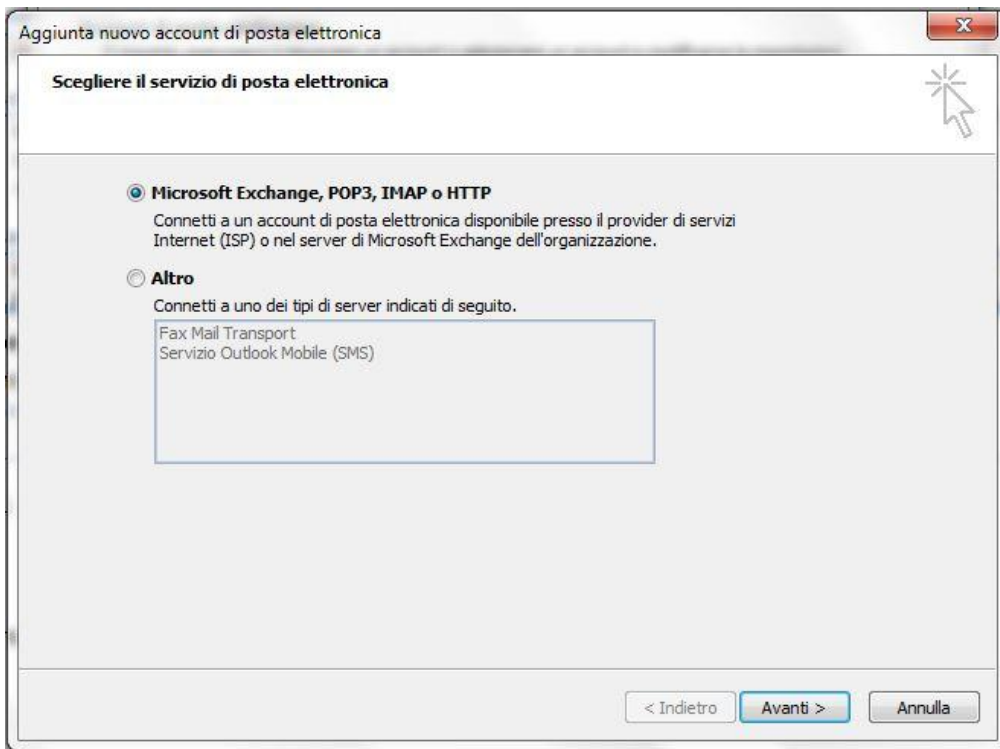 Aggiunta nuovo account di posta elettronica
Scegliere il servizio di posta elettronica
Microsoft Exchange, POP3, IMAP o HTTP
Connetti a un account di posta elettronica disponibile presso il provider di servizi
Internet (ISP) o nel server di Microsoft Exchange dell'organizzazione.
Altro
Connetti a uno dei tipi di server indicati di seguito.
Fax Mail Transport
Servizio Outlook Mobile (SMS)
< Indietro
Avanti >
Annulla